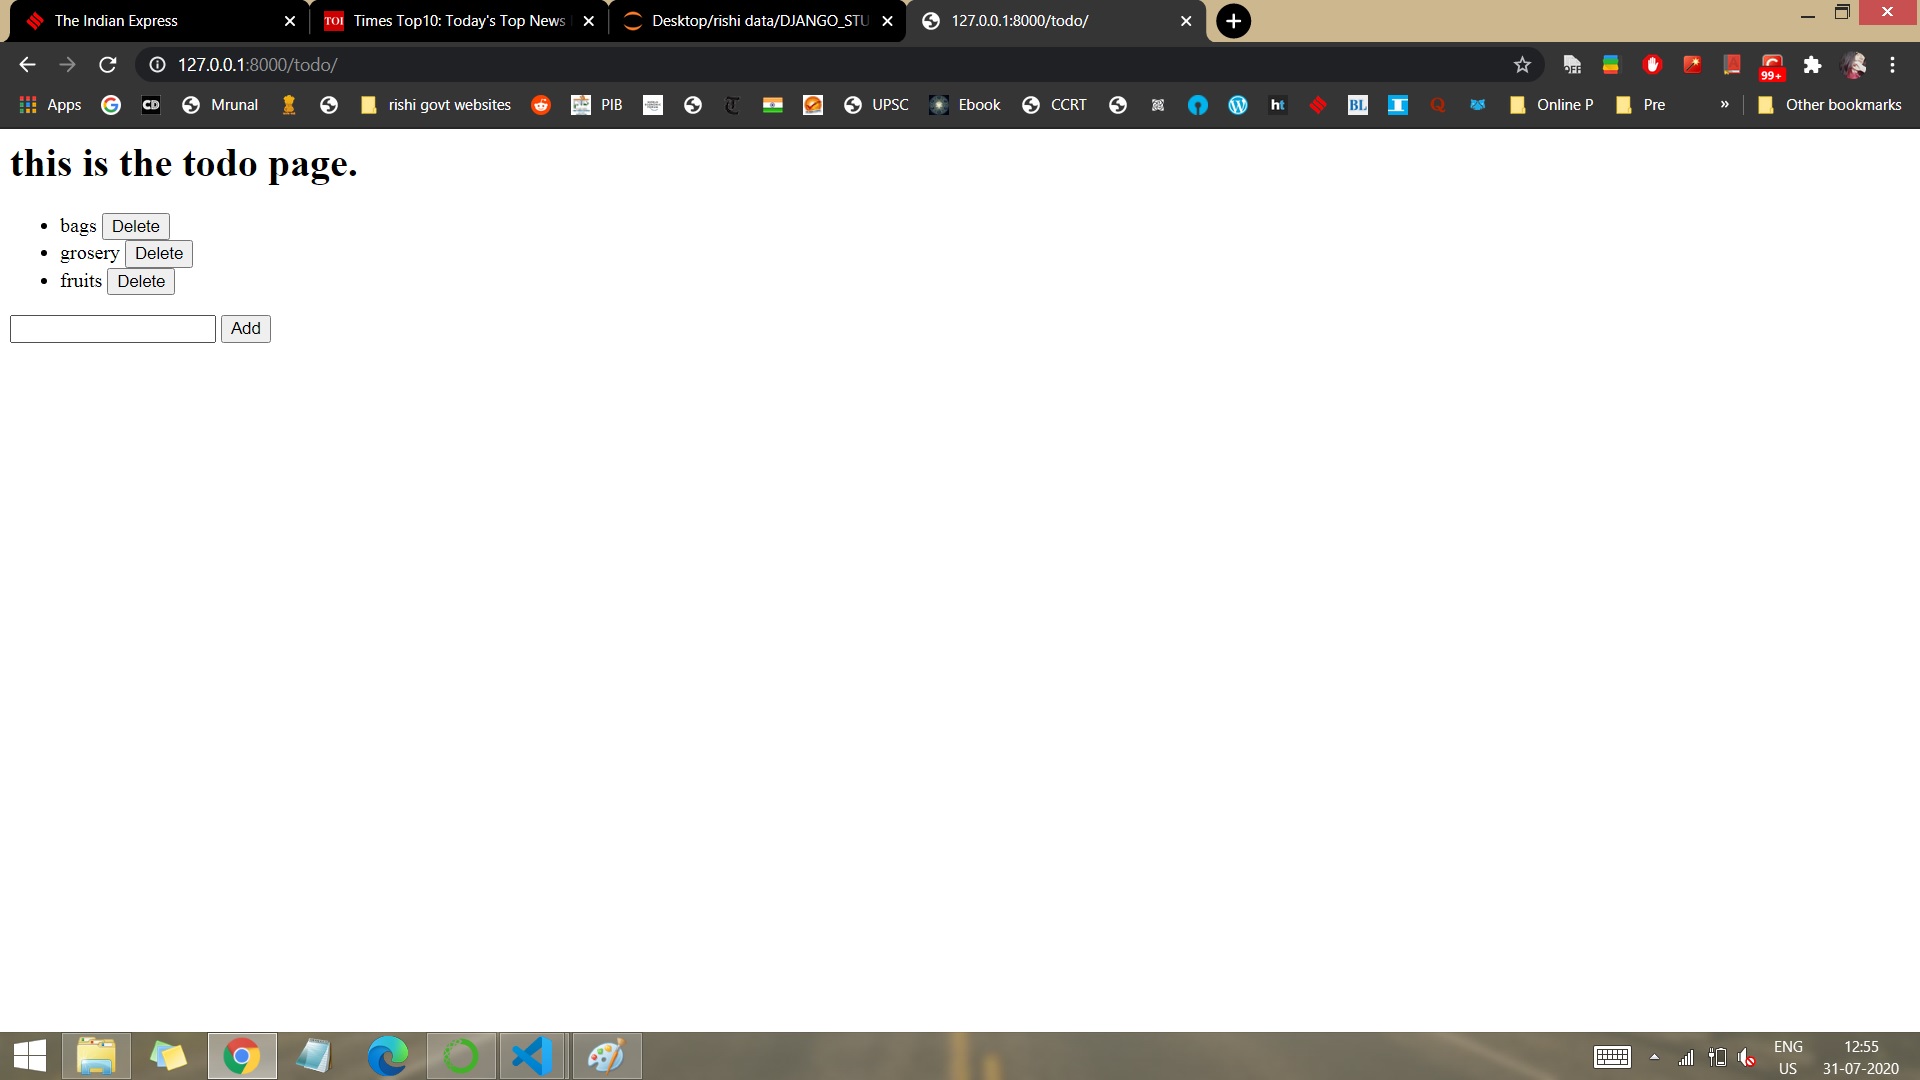 The Indian Express
TOI Times Top10: Today's Top News
Desktop/rishi data/DJANGO_STU
127.0.0.1:8000/todo/
127.0.0.1:8000/todo/
OFF
99+
Apps
CD
Mrunal
rishi govt websites
PIB
T
UPSC
Ebook
CCRT
ht
BL
I
Q
Online P
Pre
»
Other bookmarks
this is the todo page.
• bags Delete
• grosery Delete
• fruits Delete
Add
ENG
US
12:55
31-07-2020